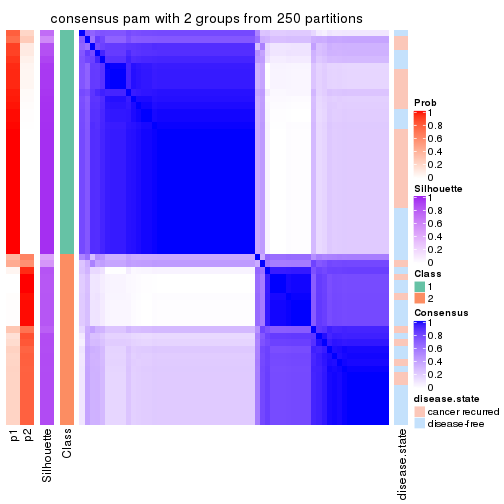 consensus pam with 2 groups from 250 partitions
Prob
1
0.8
0.6
0.4
0.2
0
Silhouette
1
0.8
0.6
0.4
0.2
0
Class
1
2
Consensus
1
0.8
0.6
0.4
0.2
0
disease.state
cancer recurred
disease-free
p1
p2
Silhouette
Class
disease.state